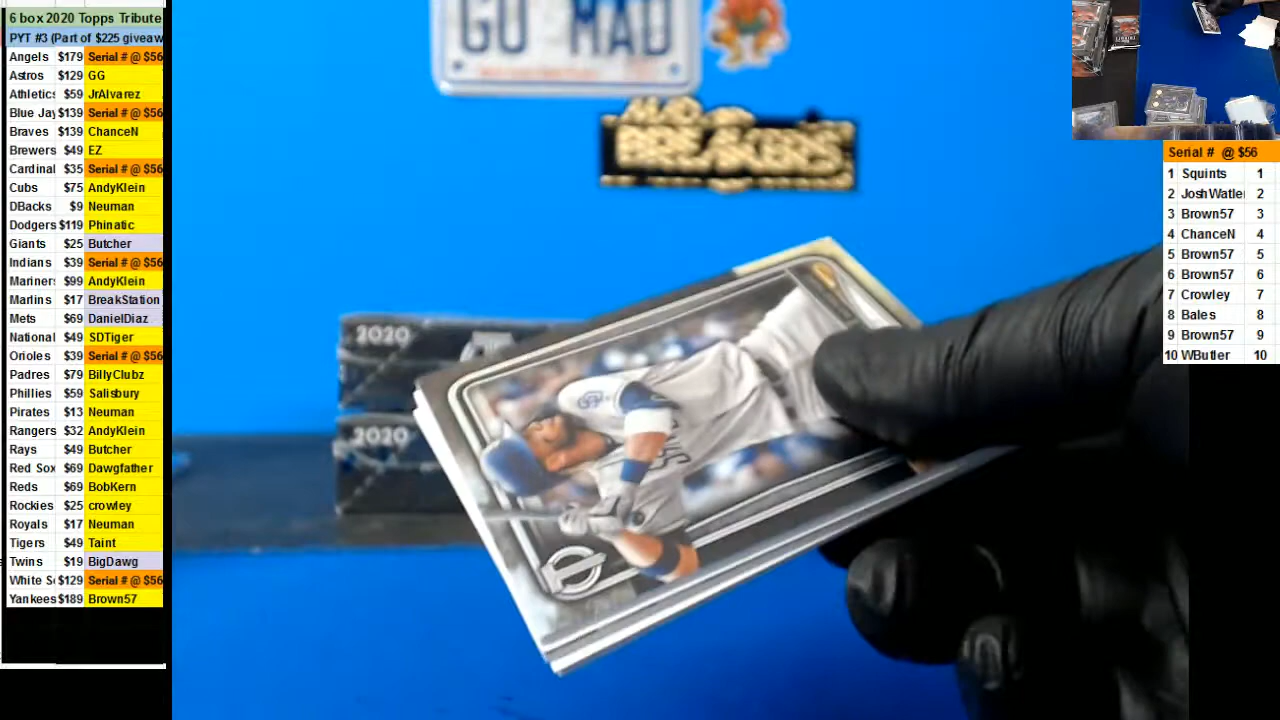 6 box 2020 Topps Tribute
PYT #3 (Part of $225 giveaw
Angels $179 Serial # @ $56
Astros $129 GG
Athletics $59 JrAlvarez
Blue Jay $139 Serial # @ $56
Braves $139 ChanceN
Brewers $49 EZ
Cardinal $35 Serial # @ $56
Cubs $75 AndyKlein
DBacks $9 Neuman
Dodgers $119 Phinatic
Giants $25 Butcher
Indians $39 Serial # @ $56
Mariners $99 AndyKlein
Marlins $17 BreakStation
Mets $69 DanielDiaz
National $49 SDTiger
Orioles $39 Serial # @ $56
Padres $79 BillyClubz
Phillies $59 Salisbury
Pirates $13 Neuman
Rangers $32 AndyKlein
Rays $49 Butcher
Red Sox $69 Dawgfather
Reds $69 BobKern
Rockies $25 crowley
Royals $17 Neuman
Tigers $49 Taint
Twins $19 BigDawg
White S $129 Serial # @ $56
Yankees $189 Brown57
GO MAD
BREAKERS
2020
2020
Serial # @ $56
1 Squints 1
2 JoshWatle 2
3 Brown57 3
4 ChanceN 4
5 Brown57 5
6 Brown57 6
7 Crowley 7
8 Bales 8
9 Brown57 9
10 WButler 10